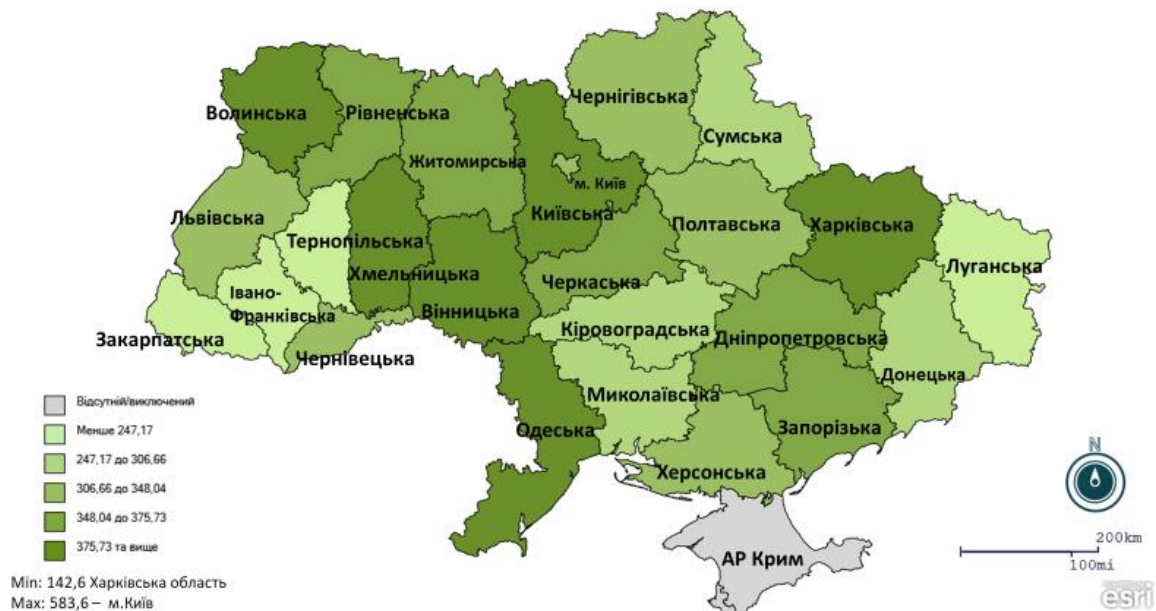 Волинська
Рівненська
Житомирська
Чернігівська
Сумська
м. Київ
Київська
Львівська
Тернопільська
Хмельницька
Вінницька
Черкаська
Полтавська
Харківська
Луганська
Івано-
Франківська
Закарпатська
Чернівецька
Кіровоградська
Дніпропетровська
Донецька
Миколаївська
Запорізька
Одеська
Херсонська
АР Крим
Відсутній/виключений
Менше 247,17
247,17 до 306,66
306,66 до 348,04
348,04 до 375,73
375,73 та вище
Min: 142,6 Харківська область
Max: 583,6 – м.Київ
N
200km
100mi
esri